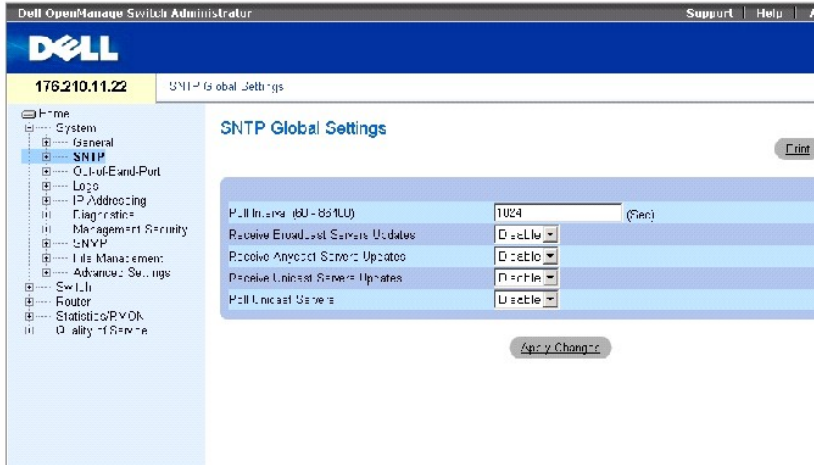 Dell OpenManage Switch Administrator
Support | Help |
DELL
176.210.11.22
SNTP Global Settings
Home
System
General
SNTP
Out-of-Band-Port
Logs
IP Addressing
Diagnostics
Management Security
SNMP
File Management
Advanced Settings
Switch
Router
Statistics/RMON
Quality of Service
SNTP Global Settings
Print
Poll Interval (60 - 86400) 1024 (Sec)
Receive Broadcast Servers Updates Disable
Receive Anycast Servers Updates Disable
Receive Unicast Servers Updates Disable
Poll Unicast Servers Disable
Apply Changes